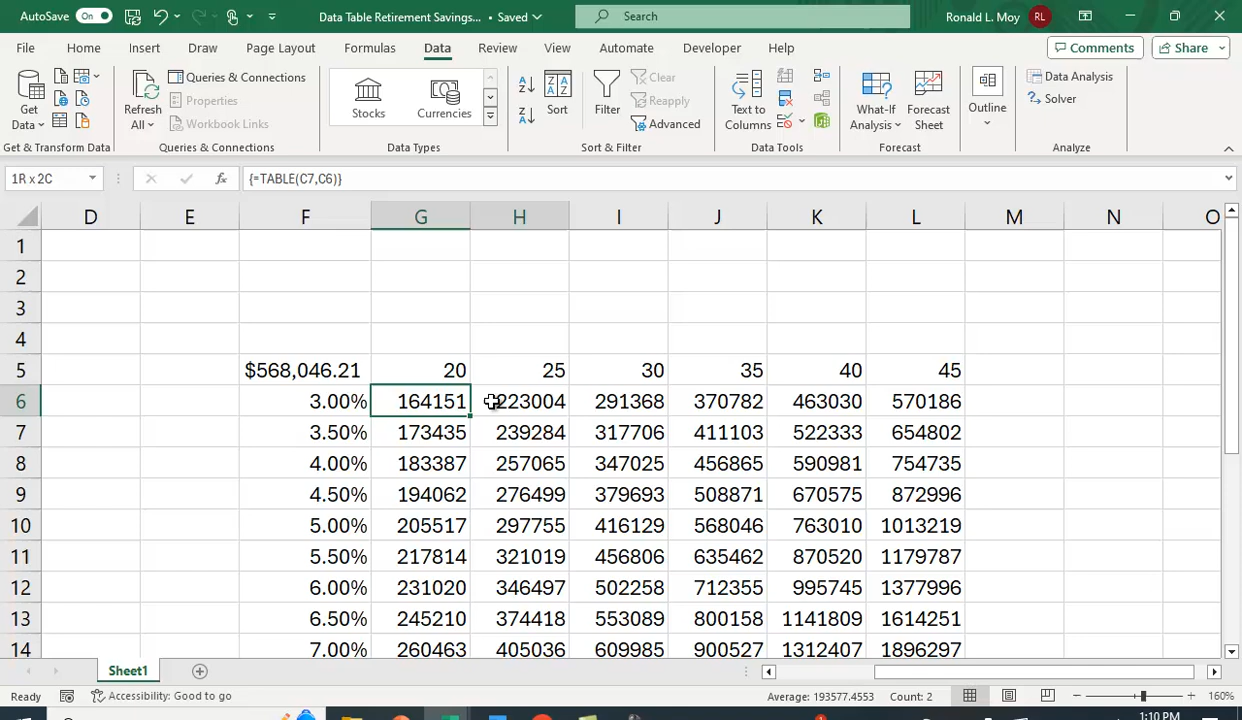 AutoSave On Data Table Retirement Savings... • Saved Search Ronald L. Moy RL
File Home Insert Draw Page Layout Formulas Data Review View Automate Developer Help Comments Share
Get Data Refresh All Queries & Connections Properties Workbook Links Stocks Currencies Sort Filter Clear Reapply Advanced Text to Columns What-If Analysis Forecast Sheet Outline Data Analysis Solver
Get & Transform Data Queries & Connections Data Types Sort & Filter Data Tools Forecast Analyze
1R x 2C fx {=TABLE(C7,C6)}
D E F G H I J K L M N O
1
2
3
4
5 $568,046.21 20 25 30 35 40 45
6 3.00% 164151 223004 291368 370782 463030 570186
7 3.50% 173435 239284 317706 411103 522333 654802
8 4.00% 183387 257065 347025 456865 590981 754735
9 4.50% 194062 276499 379693 508871 670575 872996
10 5.00% 205517 297755 416129 568046 763010 1013219
11 5.50% 217814 321019 456806 635462 870520 1179787
12 6.00% 231020 346497 502258 712355 995745 1377996
13 6.50% 245210 374418 553089 800158 1141809 1614251
14 7.00% 260463 405036 609985 900527 1312407 1896297
Sheet1
Ready Accessibility: Good to go Average: 193577.4553 Count: 2 160%
1:10 PM